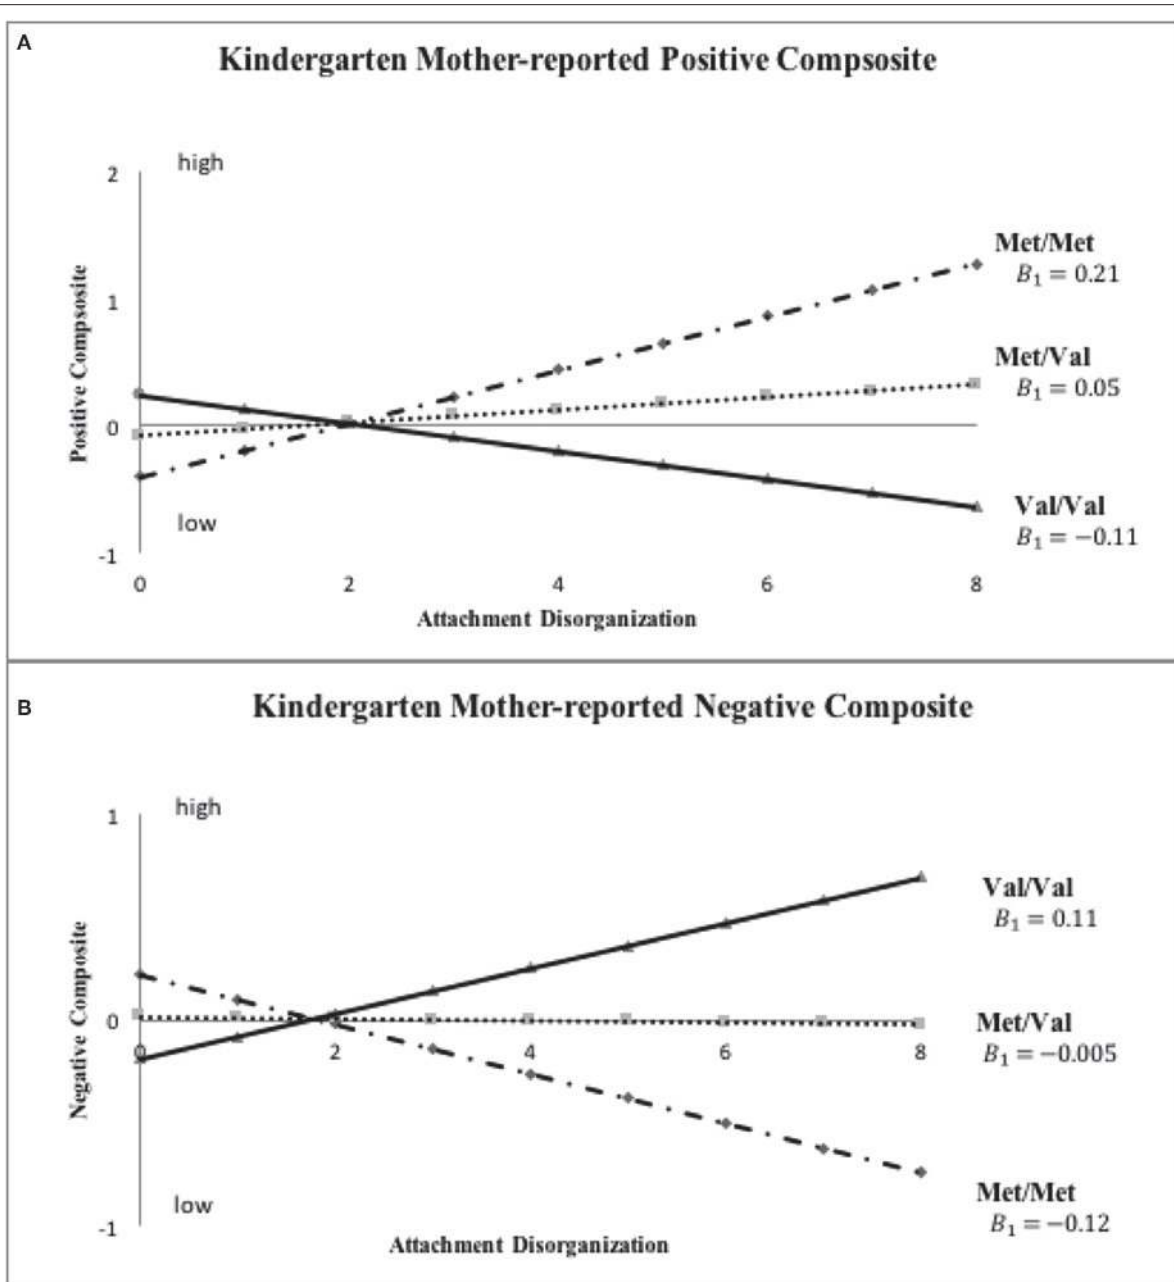 A
Kindergarten Mother-reported Positive Compsosite
high
2
Met/Met
B₁ = 0.21
1
Met/Val
B₁ = 0.05
Positive Compsosite
0
Val/Val
B₁ = −0.11
low
-1
0 2 4 6 8
Attachment Disorganization
B
Kindergarten Mother-reported Negative Composite
high
1
Val/Val
B₁ = 0.11
Negative Composite
0
Met/Val
B₁ = −0.005
0 2 4 6 8
Met/Met
B₁ = −0.12
low
-1
Attachment Disorganization